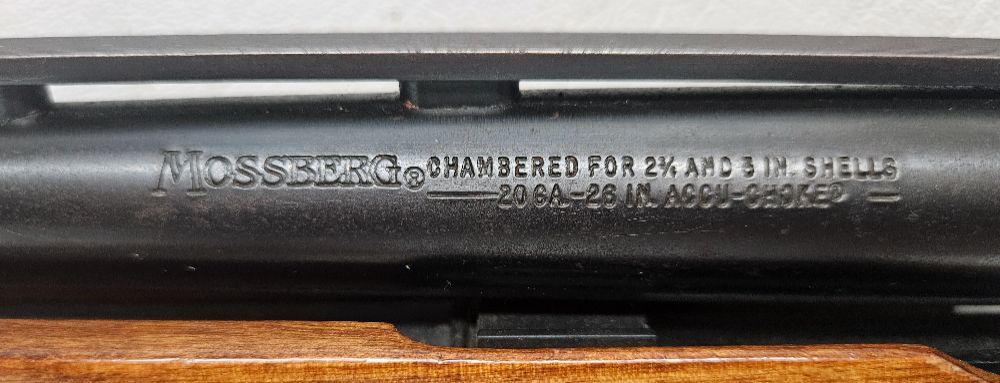 MOSSBERG® CHAMBERED FOR 2¾ AND 3 IN. SHELLS
20 GA.-26 IN. ACCU-CHOKE®